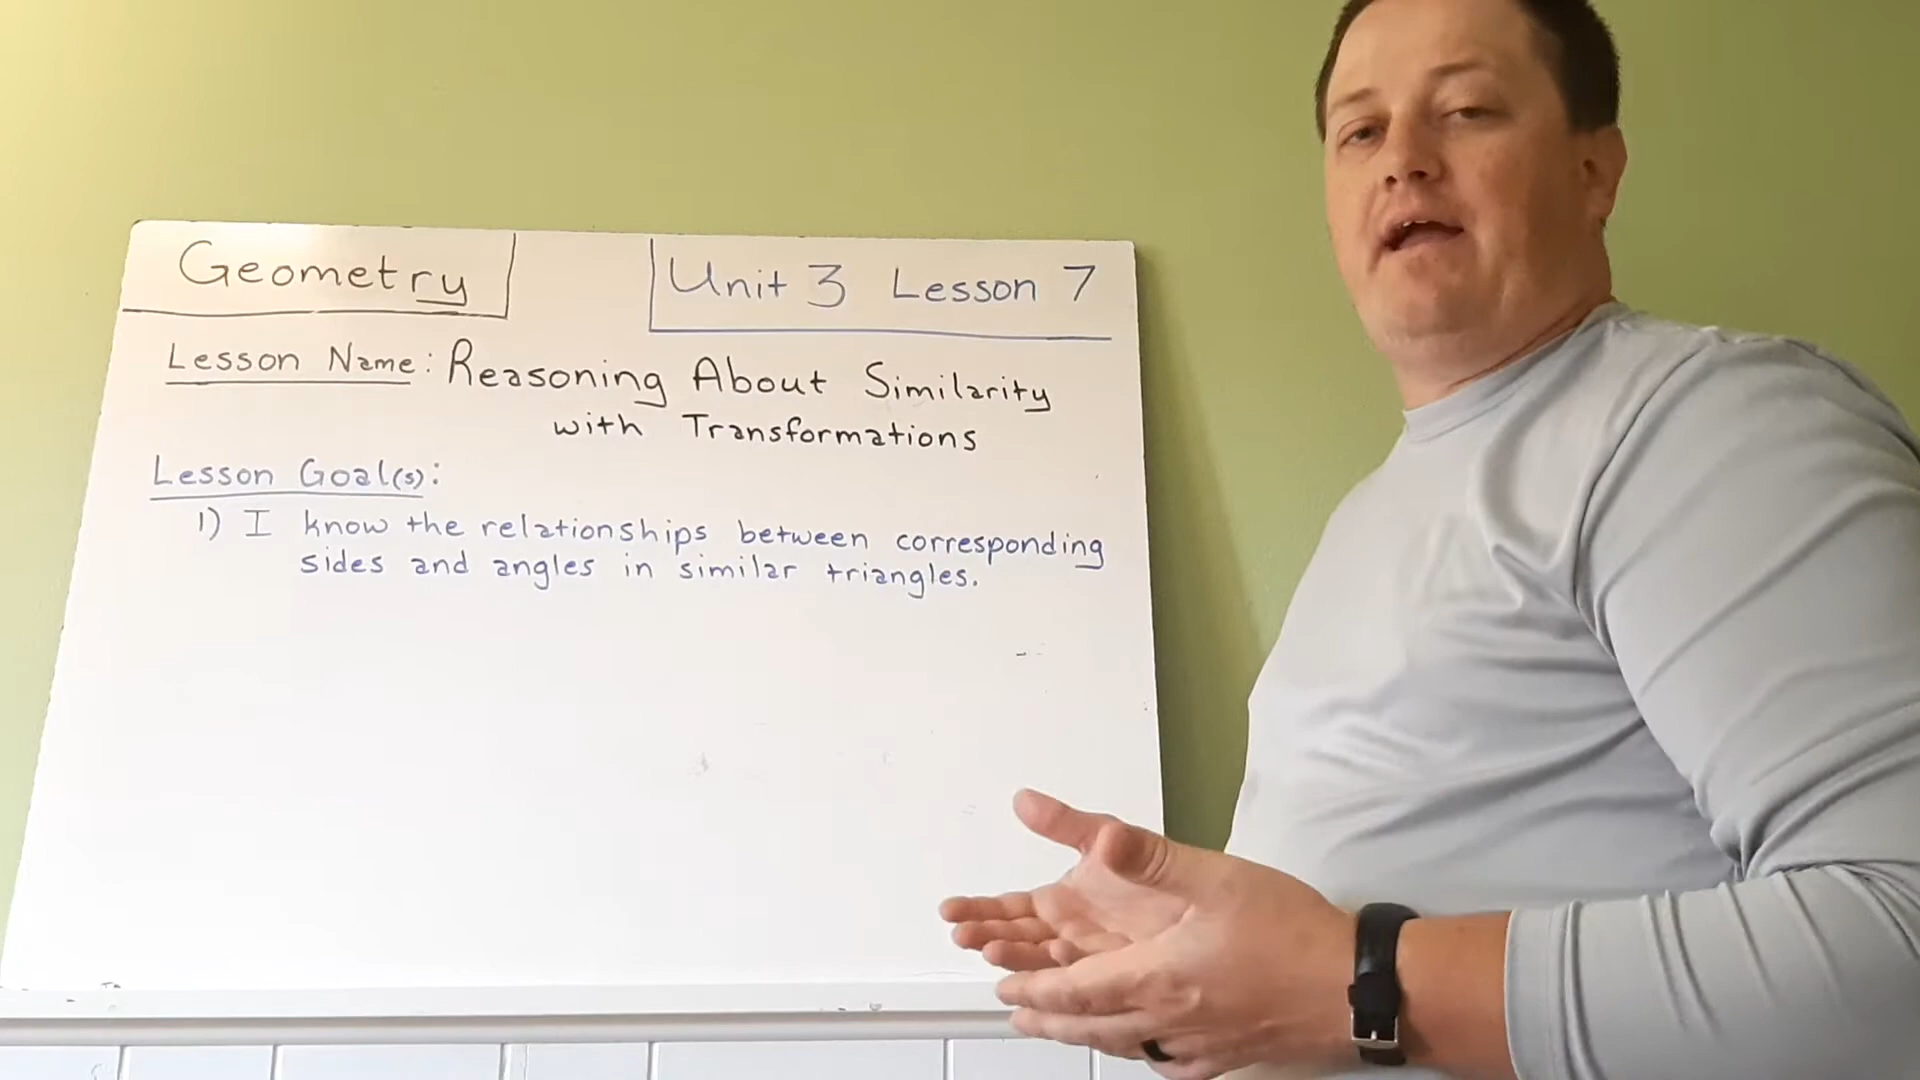 Geometry
Unit 3 Lesson 7
Lesson Name: Reasoning About Similarity
with Transformations
Lesson Goal(s):
1) I know the relationships between corresponding
sides and angles in similar triangles.